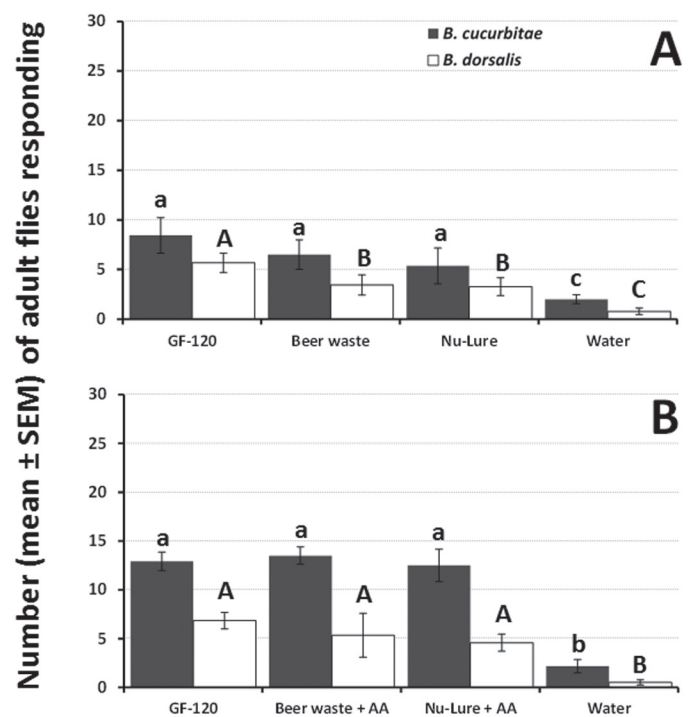 Number (mean ± SEM) of adult flies responding
30
25
20
15
10
5
0
B. cucurbitae
B. dorsalis
A
a
A
a
B
a
B
c
C
GF-120
Beer waste
Nu-Lure
Water
30
25
20
15
10
5
0
B
a
A
a
A
a
A
b
B
GF-120
Beer waste + AA
Nu-Lure + AA
Water